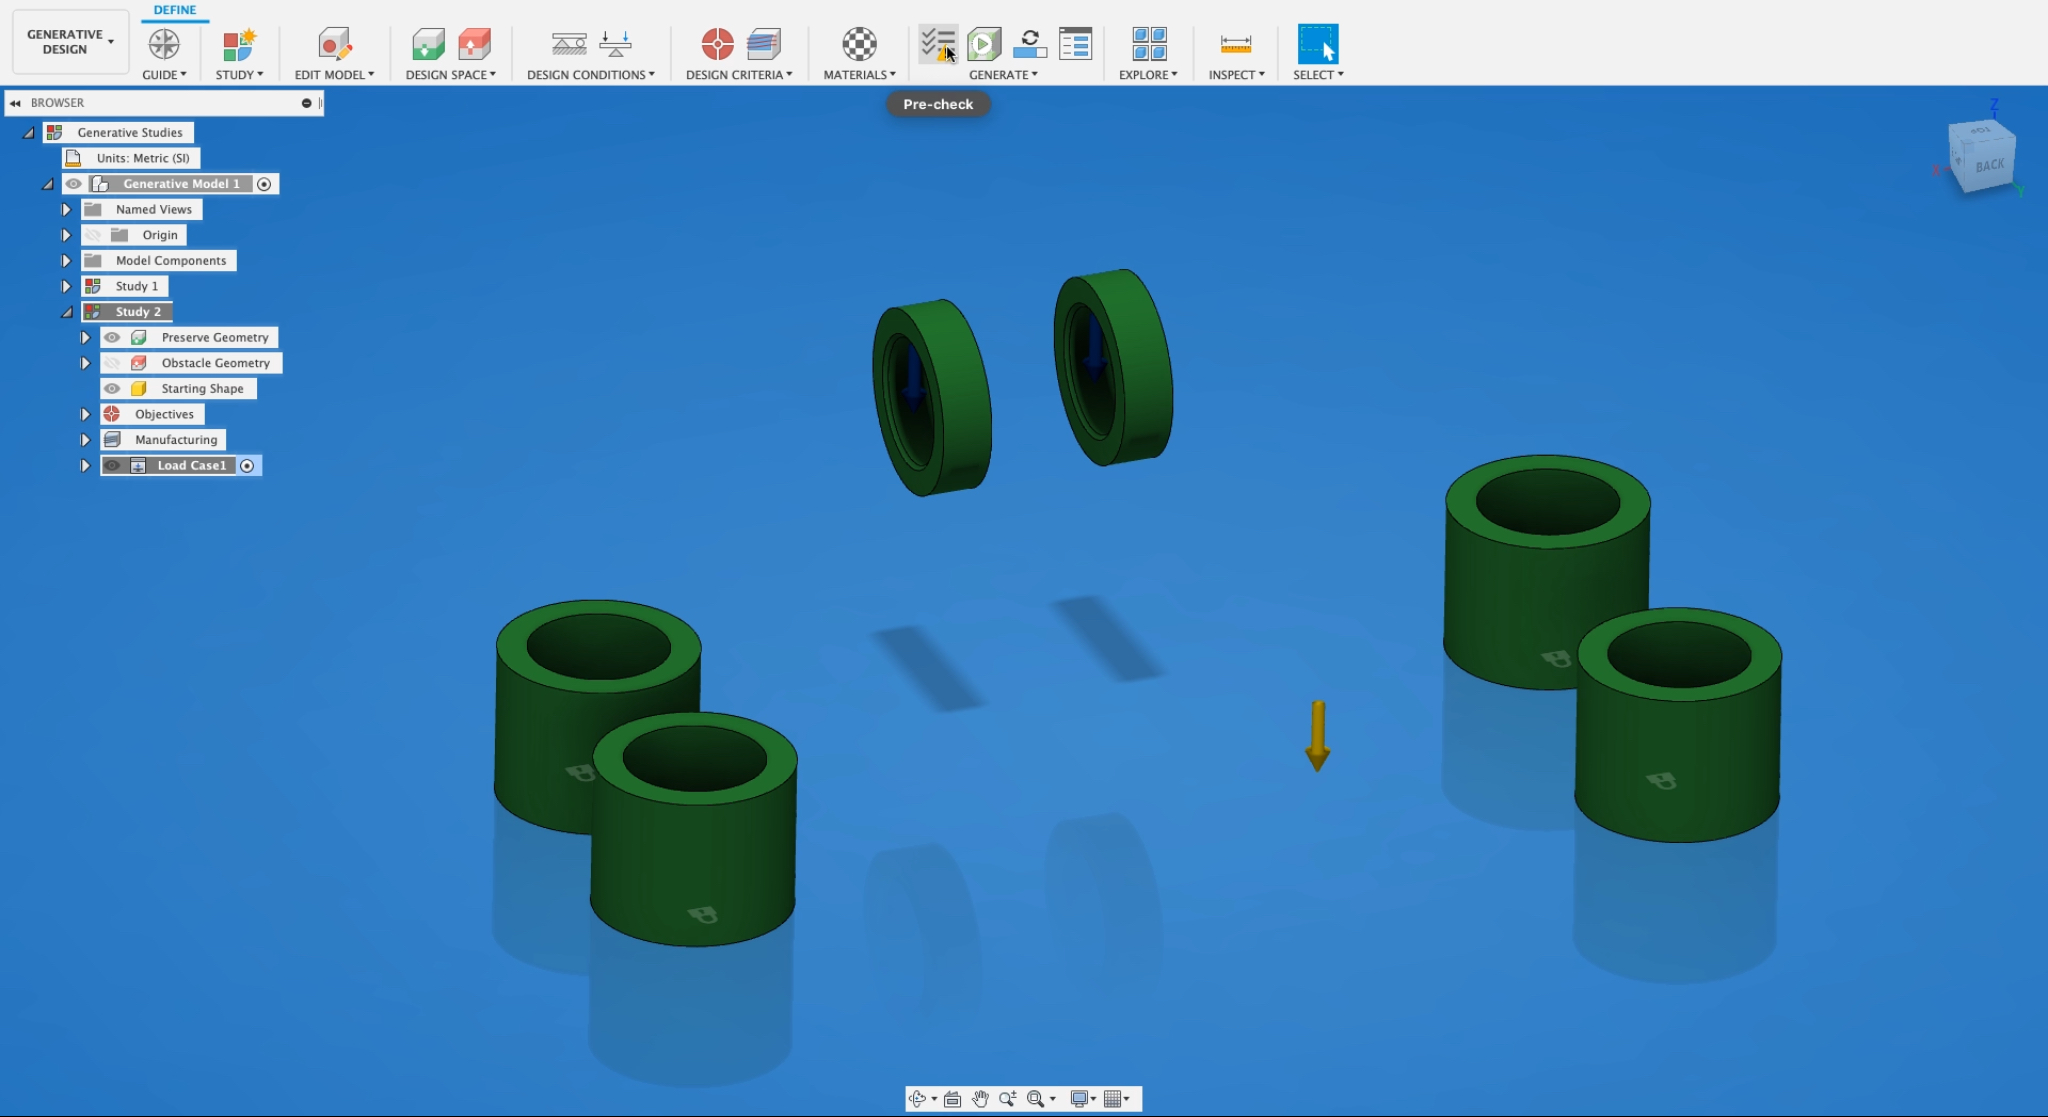 DEFINE
GENERATIVE DESIGN
GUIDE
STUDY
EDIT MODEL
DESIGN SPACE
DESIGN CONDITIONS
DESIGN CRITERIA
MATERIALS
GENERATE
EXPLORE
INSPECT
SELECT
BROWSER
Pre-check
Generative Studies
Units: Metric (SI)
Generative Model 1
Named Views
Origin
Model Components
Study 1
Study 2
Preserve Geometry
Obstacle Geometry
Starting Shape
Objectives
Manufacturing
Load Case1
Z
TOP
BACK
X
Y